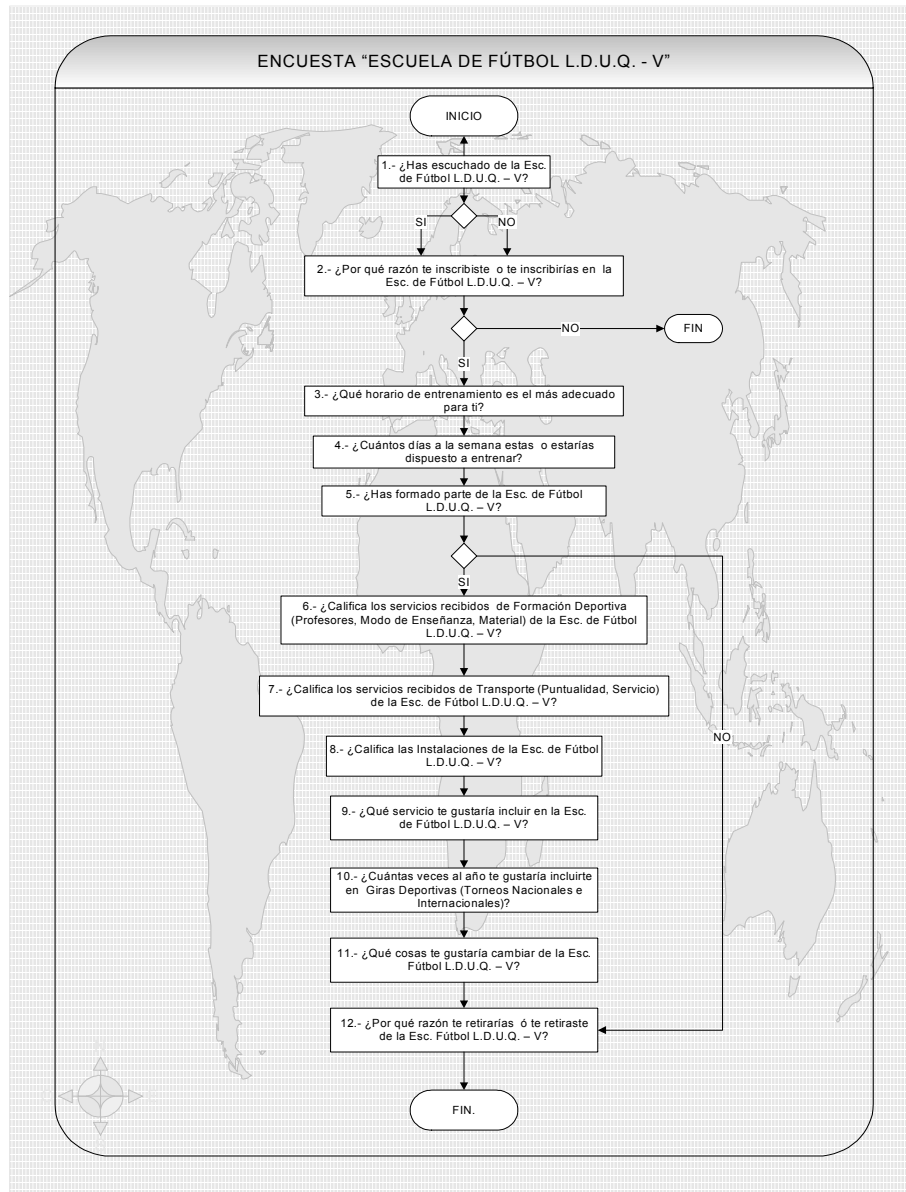 ENCUESTA “ESCUELA DE FÚTBOL L.D.U.Q. - V”
INICIO
1.- ¿Has escuchado de la Esc.
de Fútbol L.D.U.Q. – V?
SI
NO
2.- ¿Por qué razón te inscribiste o te inscribirías en la
Esc. de Fútbol L.D.U.Q. – V?
NO
FIN
SI
3.- ¿Qué horario de entrenamiento es el más adecuado
para ti?
4.- ¿Cuántos días a la semana estas o estarías
dispuesto a entrenar?
5.- ¿Has formado parte de la Esc. de Fútbol
L.D.U.Q. – V?
SI
6.- ¿Califica los servicios recibidos de Formación Deportiva
(Profesores, Modo de Enseñanza, Material) de la Esc. de Fútbol
L.D.U.Q. – V?
7.- ¿Califica los servicios recibidos de Transporte (Puntualidad, Servicio)
de la Esc. de Fútbol L.D.U.Q. – V?
NO
8.- ¿Califica las Instalaciones de la Esc. de Fútbol
L.D.U.Q. – V?
9.- ¿Qué servicio te gustaría incluir en la Esc.
de Fútbol L.D.U.Q. – V?
10.- ¿Cuántas veces al año te gustaría incluirte
en Giras Deportivas (Torneos Nacionales e
Internacionales)?
11.- ¿Qué cosas te gustaría cambiar de la Esc.
Fútbol L.D.U.Q. – V?
12.- ¿Por qué razón te retirarías ó te retiraste
de la Esc. Fútbol L.D.U.Q. – V?
FIN.